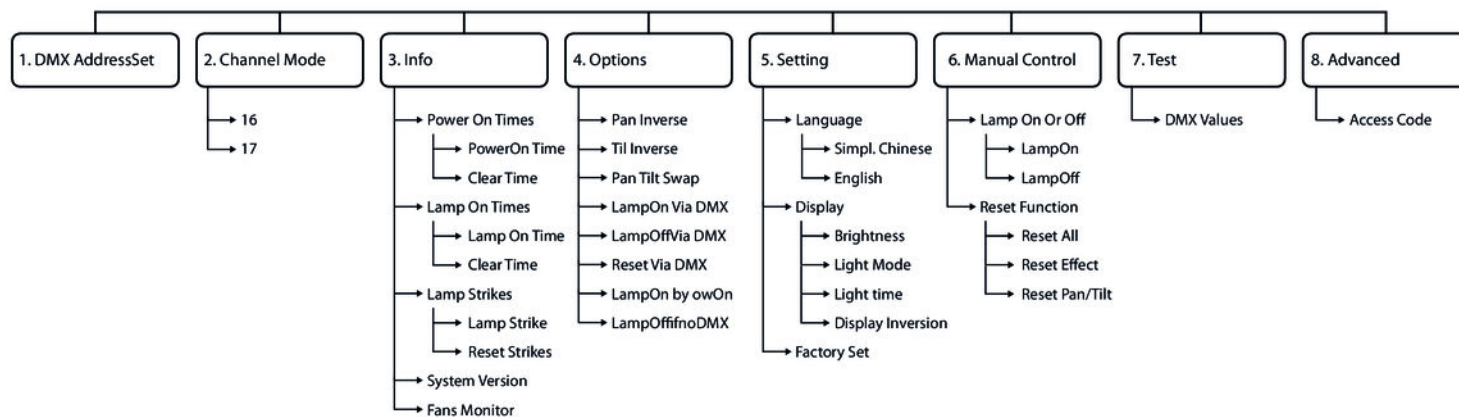 1. DMX AddressSet
2. Channel Mode
16
17
3. Info
Power On Times
PowerOn Time
Clear Time
Lamp On Times
Lamp On Time
Clear Time
Lamp Strikes
Lamp Strike
Reset Strikes
System Version
Fans Monitor
4. Options
Pan Inverse
Til Inverse
Pan Tilt Swap
LampOn Via DMX
LampOffVia DMX
Reset Via DMX
LampOn by owOn
LampOffifnoDMX
5. Setting
Language
Simpl. Chinese
English
Display
Brightness
Light Mode
Light time
Display Inversion
Factory Set
6. Manual Control
Lamp On Or Off
LampOn
LampOff
Reset Function
Reset All
Reset Effect
Reset Pan/Tilt
7. Test
DMX Values
8. Advanced
Access Code